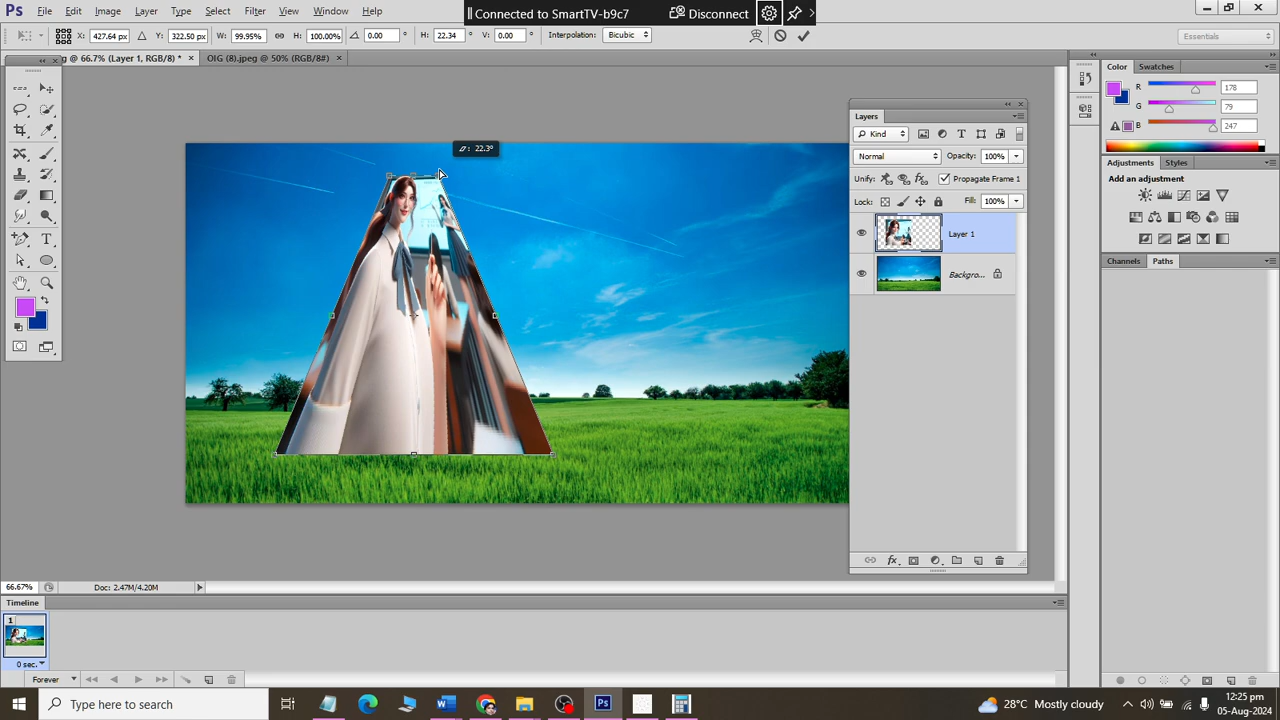 Connected to SmartTV-b9c7
Disconnect
Ps
File Edit Image Layer Type Select Filter Analysis View Window Help
X: 427.64 px Y: 322.50 px W: 99.95% H: 100.00% 0.00 ° H: 22.34 ° V: 0.00 ° Interpolation: Bicubic
Essentials
g @ 66.7% (Layer 1, RGB/8) * ×
OIG (8).jpeg @ 50% (RGB/8#) ×
22.3°
Layers
Kind
Normal Opacity: 100%
Unify: Propagate Frame 1
Lock: Fill: 100%
Layer 1
Backgro...
fx
Color Swatches
R 178
G 79
B 247
Adjustments Styles
Add an adjustment
Channels Paths
66.67% Doc: 2.47M/4.20M
Timeline
1
0 sec.
Forever
Type here to search
28°C Mostly cloudy
12:25 pm
05-Aug-2024